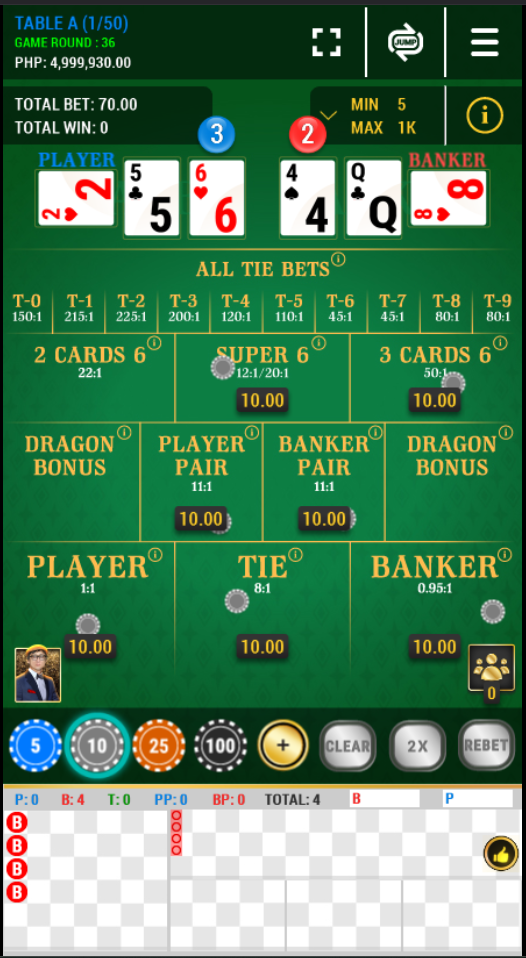 TABLE A (1/50)
GAME ROUND : 36
PHP: 4,999,930.00
JUMP
TOTAL BET: 70.00
TOTAL WIN: 0
MIN 5
MAX 1K
i
3
2
PLAYER
BANKER
2 2
5 5
6 6
4 4
Q Q
8 8
ALL TIE BETS i
T-0 T-1 T-2 T-3 T-4 T-5 T-6 T-7 T-8 T-9
150:1 215:1 225:1 200:1 120:1 110:1 45:1 45:1 80:1 80:1
2 CARDS 6 i
22:1
SUPER 6 i
12:1/20:1
10.00
3 CARDS 6 i
50:1
10.00
DRAGON i
BONUS
PLAYER i
PAIR
11:1
10.00
BANKER i
PAIR
11:1
10.00
DRAGON i
BONUS
PLAYER i
1:1
10.00
TIE i
8:1
10.00
BANKER i
0.95:1
10.00
0
5 10 25 100 + CLEAR 2X REBET
P: 0 B: 4 T: 0 PP: 0 BP: 0 TOTAL: 4 B P
B
B
B
B